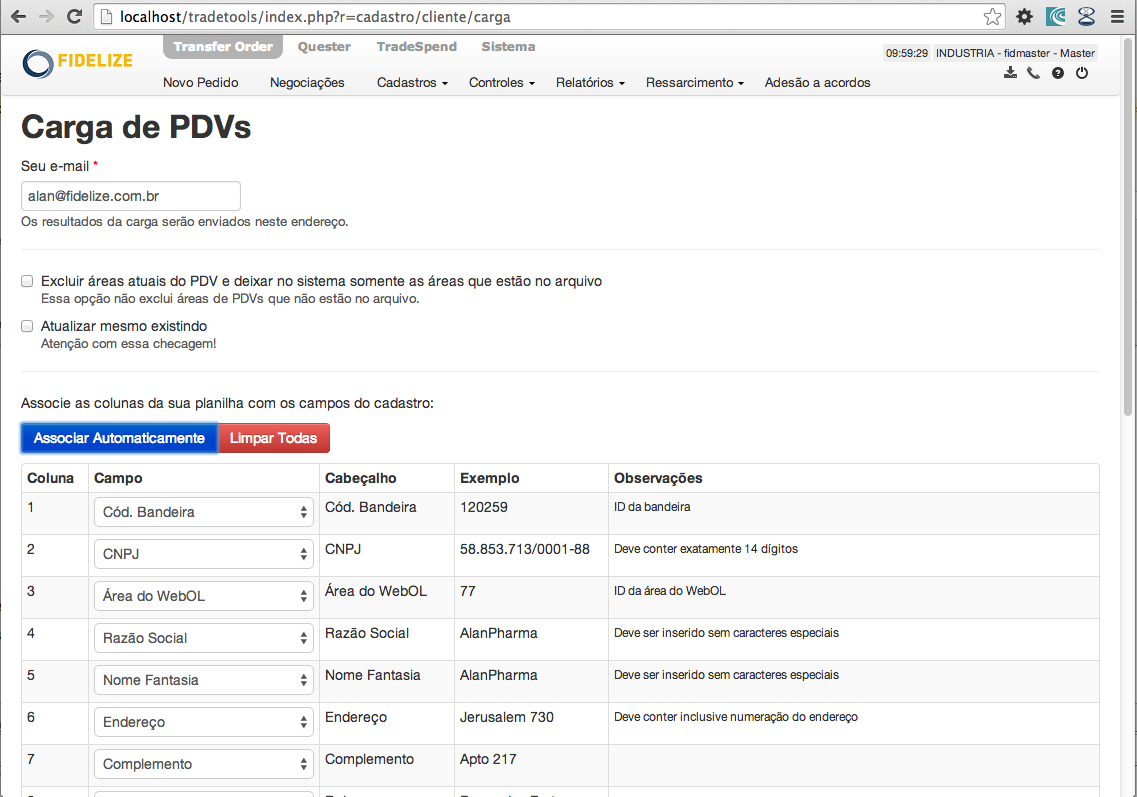 localhost/tradetools/index.php?r=cadastro/cliente/carga
FIDELIZE
Transfer Order Quester TradeSpend Sistema
09:59:29 INDUSTRIA - fidmaster - Master
Novo Pedido Negociações Cadastros Controles Relatórios Ressarcimento Adesão a acordos
Carga de PDVs
Seu e-mail *
alan@fidelize.com.br
Os resultados da carga serão enviados neste endereço.
Excluir áreas atuais do PDV e deixar no sistema somente as áreas que estão no arquivo
Essa opção não exclui áreas de PDVs que não estão no arquivo.
Atualizar mesmo existindo
Atenção com essa checagem!
Associe as colunas da sua planilha com os campos do cadastro:
Associar Automaticamente Limpar Todas
Coluna Campo Cabeçalho Exemplo Observações
1 Cód. Bandeira Cód. Bandeira 120259 ID da bandeira
2 CNPJ CNPJ 58.853.713/0001-88 Deve conter exatamente 14 dígitos
3 Área do WebOL Área do WebOL 77 ID da área do WebOL
4 Razão Social Razão Social AlanPharma Deve ser inserido sem caracteres especiais
5 Nome Fantasia Nome Fantasia AlanPharma Deve ser inserido sem caracteres especiais
6 Endereço Endereço Jerusalem 730 Deve conter inclusive numeração do endereço
7 Complemento Complemento Apto 217